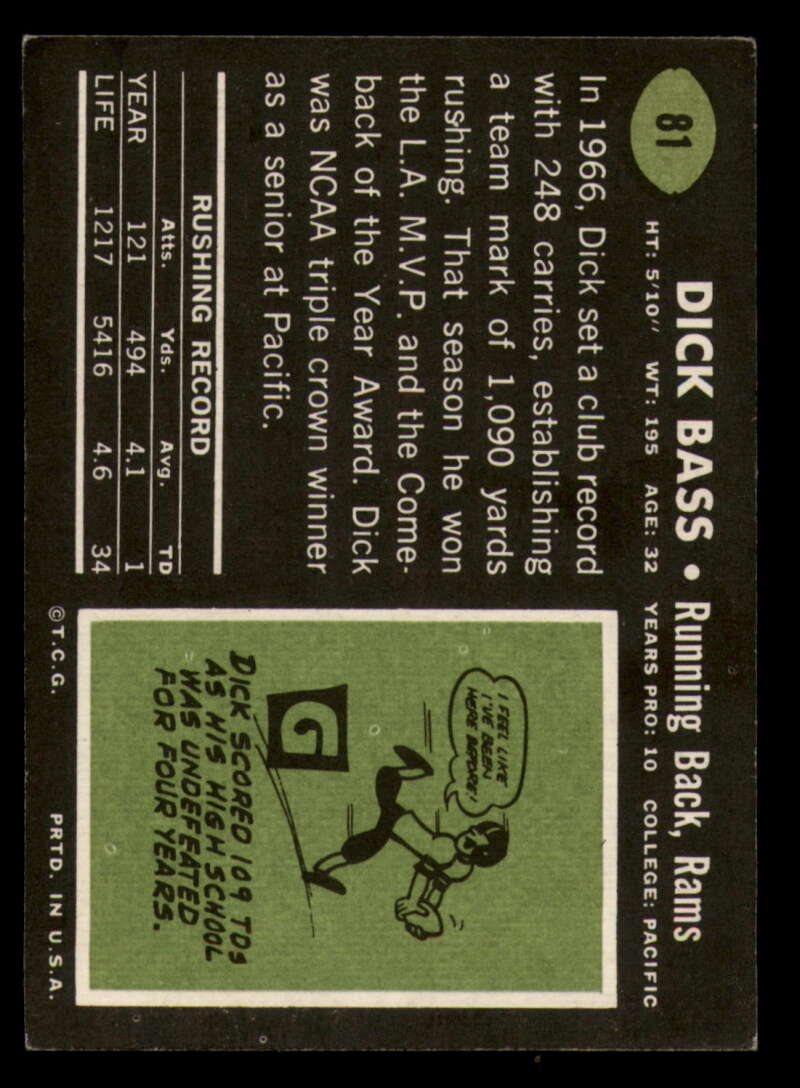 81
DICK BASS • Running Back, Rams
HT: 5'10" WT: 195 AGE: 32 YEARS PRO: 10 COLLEGE: PACIFIC
In 1966, Dick set a club record
with 248 carries, establishing
a team mark of 1,090 yards
rushing. That season he won
the L.A. M.V.P. and the Come-
back of the Year Award. Dick
was NCAA triple crown winner
as a senior at Pacific.
RUSHING RECORD
Atts. Yds. Avg. TD
YEAR 121 494 4.1 1
LIFE 1217 5416 4.6 34
I FEEL LIKE
I'VE BEEN
HERE BEFORE!
G
DICK SCORED 109 TDS
AS HIS HIGH SCHOOL
WAS UNDEFEATED
FOR FOUR YEARS.
©T.C.G. PRTD. IN U.S.A.